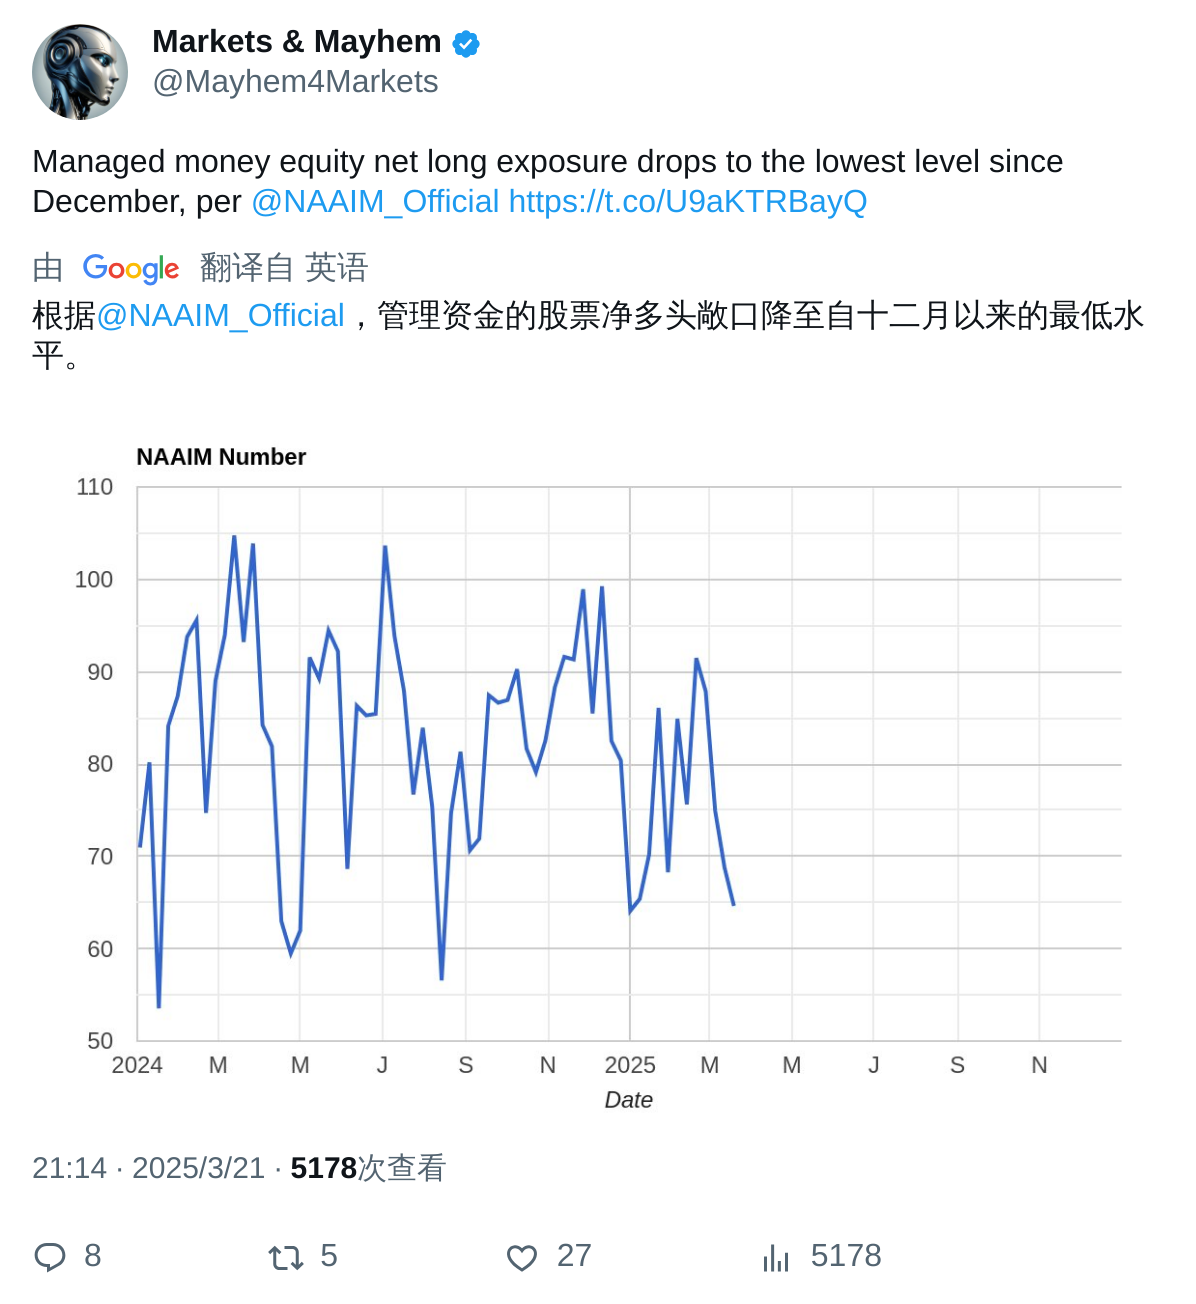 Markets & Mayhem
@Mayhem4Markets
Managed money equity net long exposure drops to the lowest level since
December, per @NAAIM_Official https://t.co/U9aKTRBayQ
由 Google 翻译自 英语
根据@NAAIM_Official，管理资金的股票净多头敞口降至自十二月以来的最低水
平。
NAAIM Number
110
100
90
80
70
60
50
2024 M M J S N 2025 M M J S N
Date
21:14 · 2025/3/21 · 5178次查看
8 5 27 5178